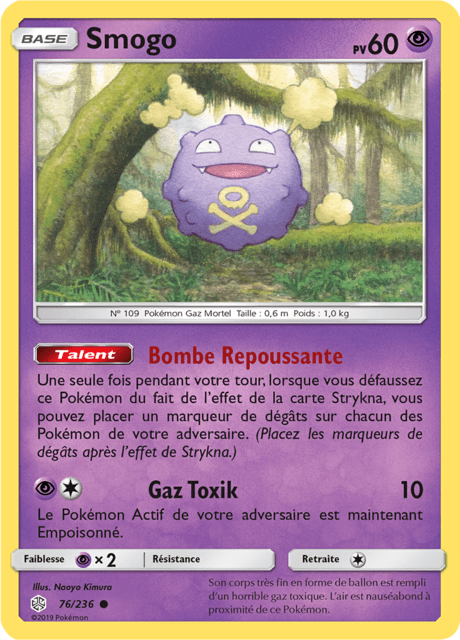 BASE Smogo PV60
N° 109 Pokémon Gaz Mortel Taille : 0,6 m Poids : 1,0 kg
Talent Bombe Repoussante
Une seule fois pendant votre tour, lorsque vous défaussez
ce Pokémon du fait de l'effet de la carte Strykna, vous
pouvez placer un marqueur de dégâts sur chacun des
Pokémon de votre adversaire. (Placez les marqueurs de
dégâts après l'effet de Strykna.)
Gaz Toxik 10
Le Pokémon Actif de votre adversaire est maintenant
Empoisonné.
Faiblesse ×2 Résistance Retraite
Illus. Naoyo Kimura
76/236
©2019 Pokémon
Son corps très fin en forme de ballon est rempli
d'un horrible gaz toxique. L'air est nauséabond à
proximité de ce Pokémon.